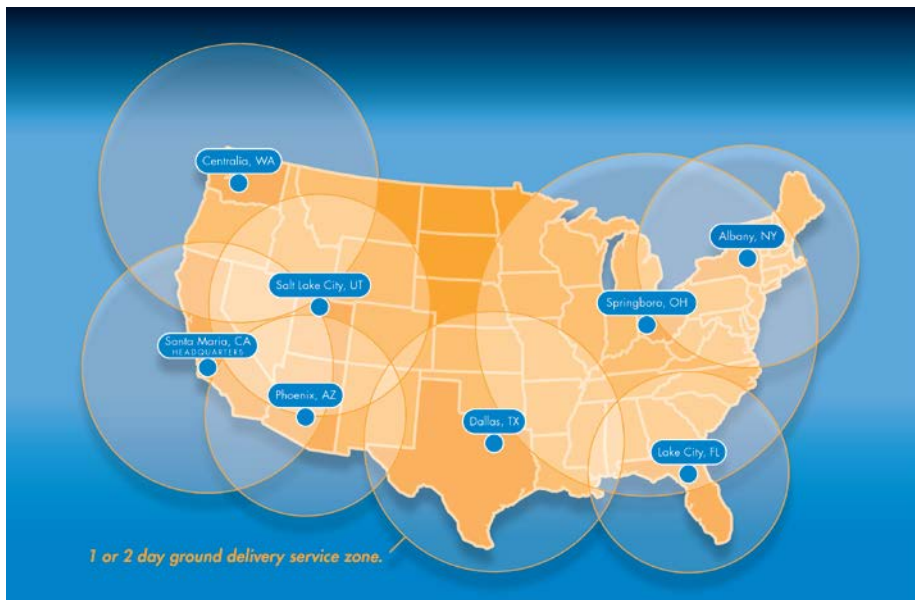 Centralia, WA
Albany, NY
Salt Lake City, UT
Springboro, OH
Santa Maria, CA
HEADQUARTERS
Phoenix, AZ
Dallas, TX
Lake City, FL
1 or 2 day ground delivery service zone.